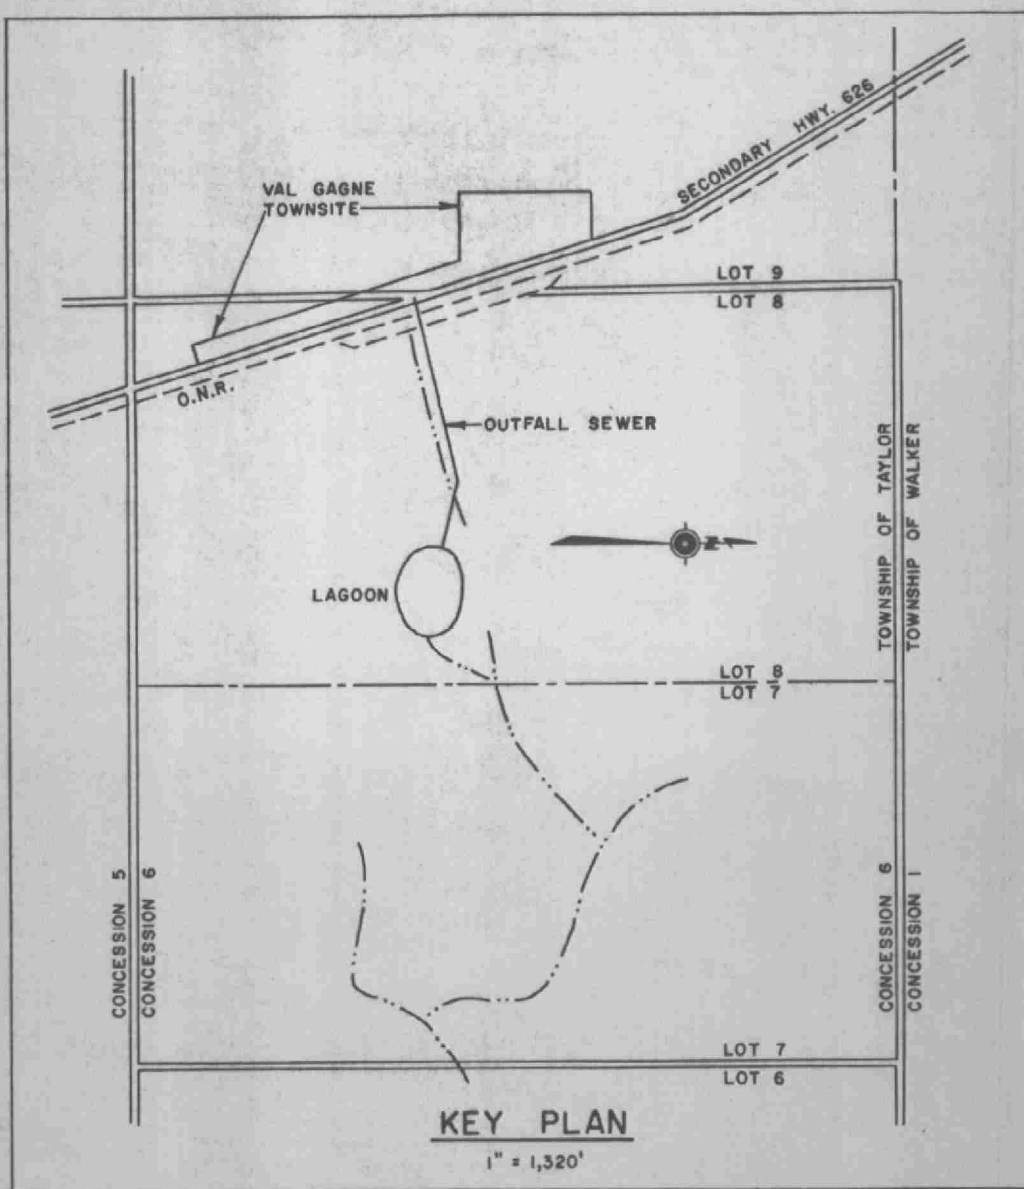 SECONDARY HWY. 626
VAL GAGNE
TOWNSITE
LOT 9
LOT 8
O.N.R.
OUTFALL SEWER
TOWNSHIP OF TAYLOR
TOWNSHIP OF WALKER
N
LAGOON
LOT 8
LOT 7
CONCESSION 5
CONCESSION 6
CONCESSION 6
CONCESSION 1
LOT 7
LOT 6
KEY PLAN
1" = 1,320'